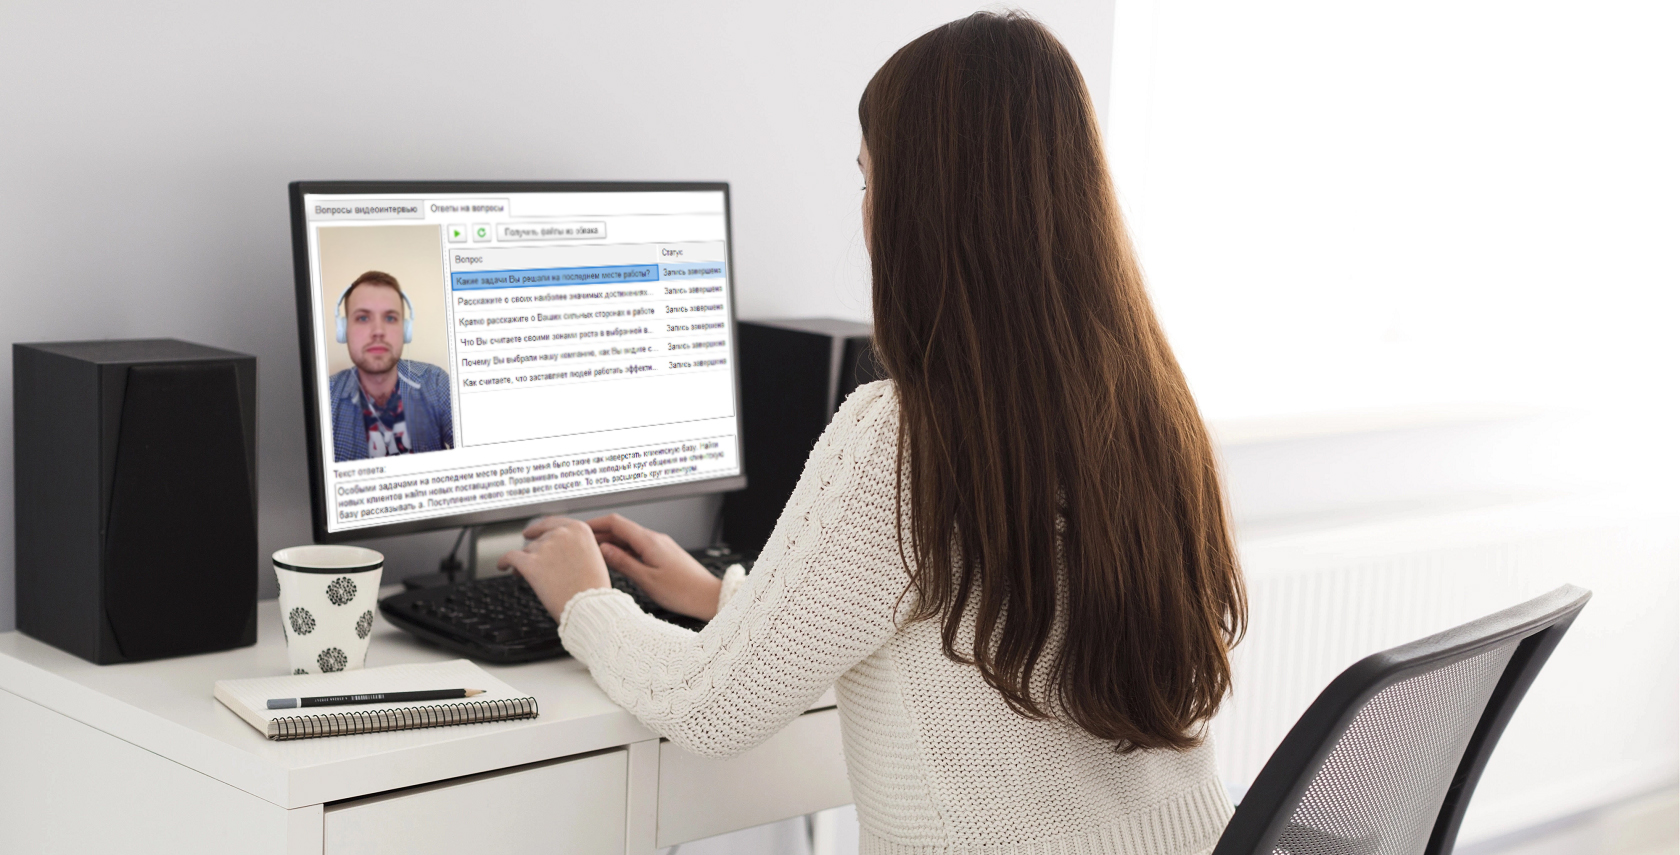 Вопросы видеоинтервью
Ответы на вопросы
Получить файлы из облака
Вопрос
Статус
Какие задачи Вы решали на последнем месте работы?
Запись завершена
Расскажите о своих наиболее значимых достижениях...
Запись завершена
Кратко расскажите о Ваших сильных сторонах в работе
Запись завершена
Что Вы считаете своими зонами роста в выбранной в...
Запись завершена
Почему Вы выбрали нашу компанию, как Вы видите с...
Запись завершена
Как считаете, что заставляет людей работать эффекти...
Запись завершена
Текст ответа:
Особыми задачами на последнем месте работе у меня было такие как наверстать клиентскую базу. Найти
новых клиентов найти новых поставщиков. Прозванивать полностью холодный круг общения не
базу рассказывать а. Поступление нового товара вести соцсети. То есть расширять круг клиентуры.